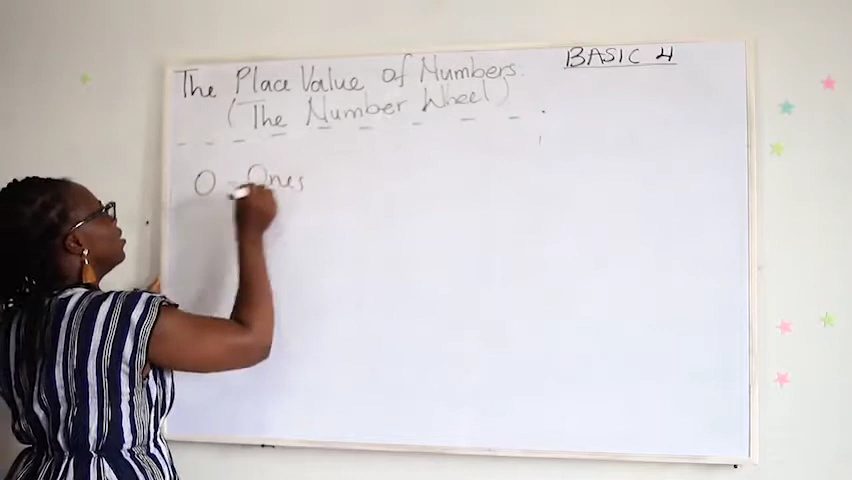 The Place Value of Numbers.
(The Number Wheel)
BASIC 4
O - Ones